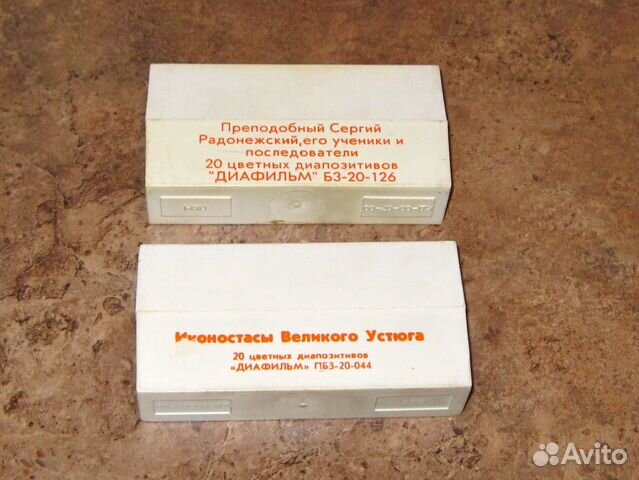 Преподобный Сергий
Радонежский,его ученики и
последователи
20 цветных диапозитивов
"ДИАФИЛЬМ" БЗ-20-126
Иконостасы Великого Устюга
20 цветных диапозитивов
«ДИАФИЛЬМ» ПБЗ-20-044
Avito